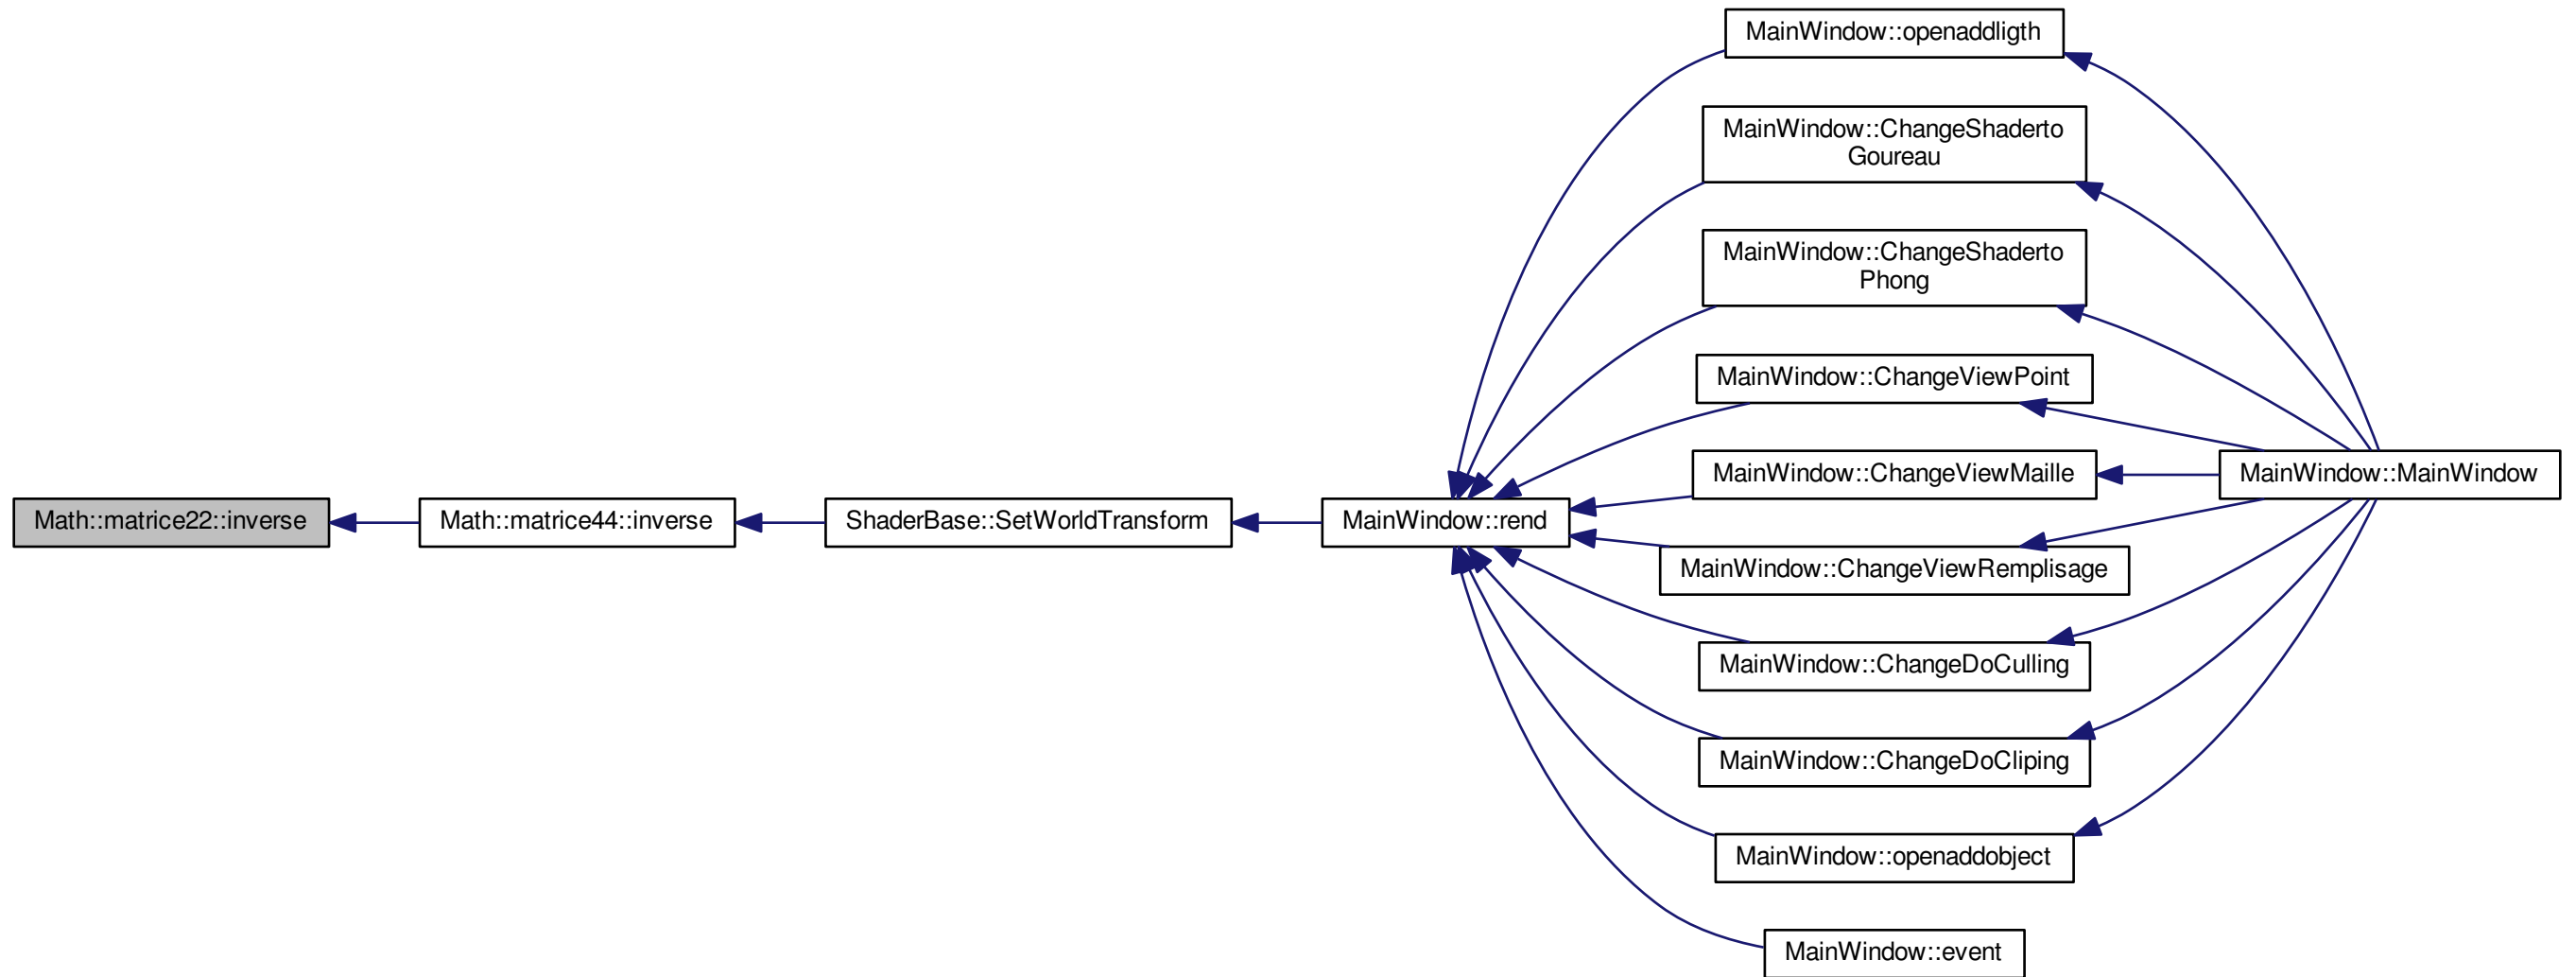 MainWindow::openaddligth
MainWindow::ChangeShaderto
Goureau
MainWindow::ChangeShaderto
Phong
MainWindow::ChangeViewPoint
MainWindow::ChangeViewMaille
MainWindow::MainWindow
Math::matrice22::inverse
Math::matrice44::inverse
ShaderBase::SetWorldTransform
MainWindow::rend
MainWindow::ChangeViewRemplisage
MainWindow::ChangeDoCulling
MainWindow::ChangeDoCliping
MainWindow::openaddobject
MainWindow::event